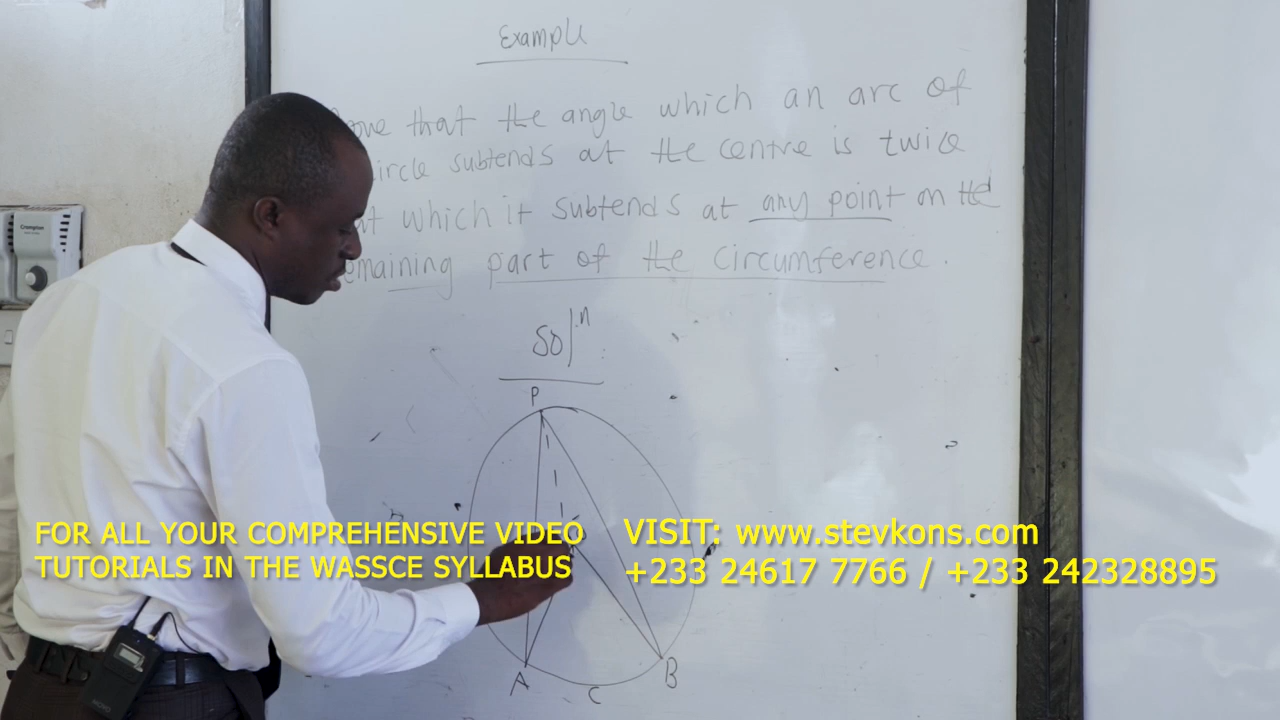 Example
that the angle which an arc of
circle subtends at the centre is twice
which it subtends at any point on the
remaining part of the circumference.
Sol^n
P
FOR ALL YOUR COMPREHENSIVE VIDEO
TUTORIALS IN THE WASSCE SYLLABUS
VISIT: www.stevkons.com
+233 24617 7766 / +233 242328895
A C B
Crompton